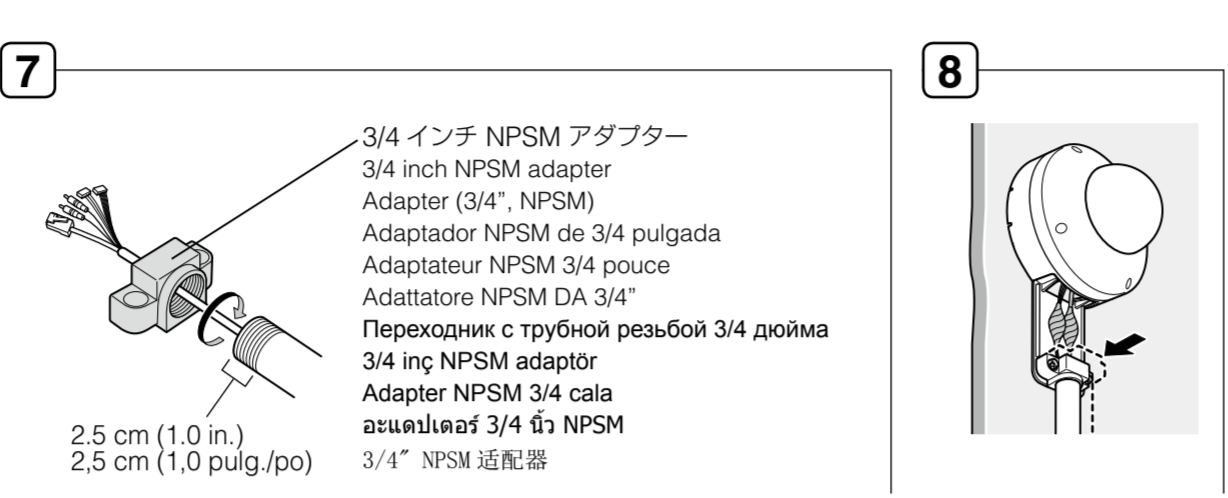 7
3/4 インチ NPSM アダプター
3/4 inch NPSM adapter
Adapter (3/4”, NPSM)
Adaptador NPSM de 3/4 pulgada
Adaptateur NPSM 3/4 pouce
Adattatore NPSM DA 3/4”
Переходник с трубной резьбой 3/4 дюйма
3/4 inç NPSM adaptör
Adapter NPSM 3/4 cala
อะแดปเตอร์ 3/4 นิ้ว NPSM
3/4″ NPSM 适配器
2.5 cm (1.0 in.)
2,5 cm (1,0 pulg./po)
8